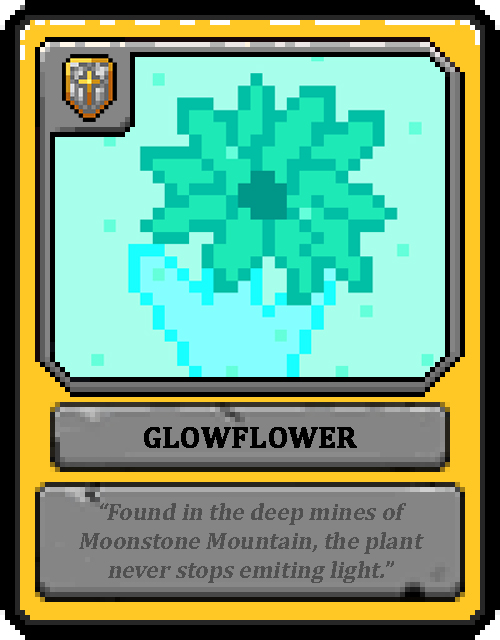 GLOWFLOWER
“Found in the deep mines of
Moonstone Mountain, the plant
never stops emiting light.”